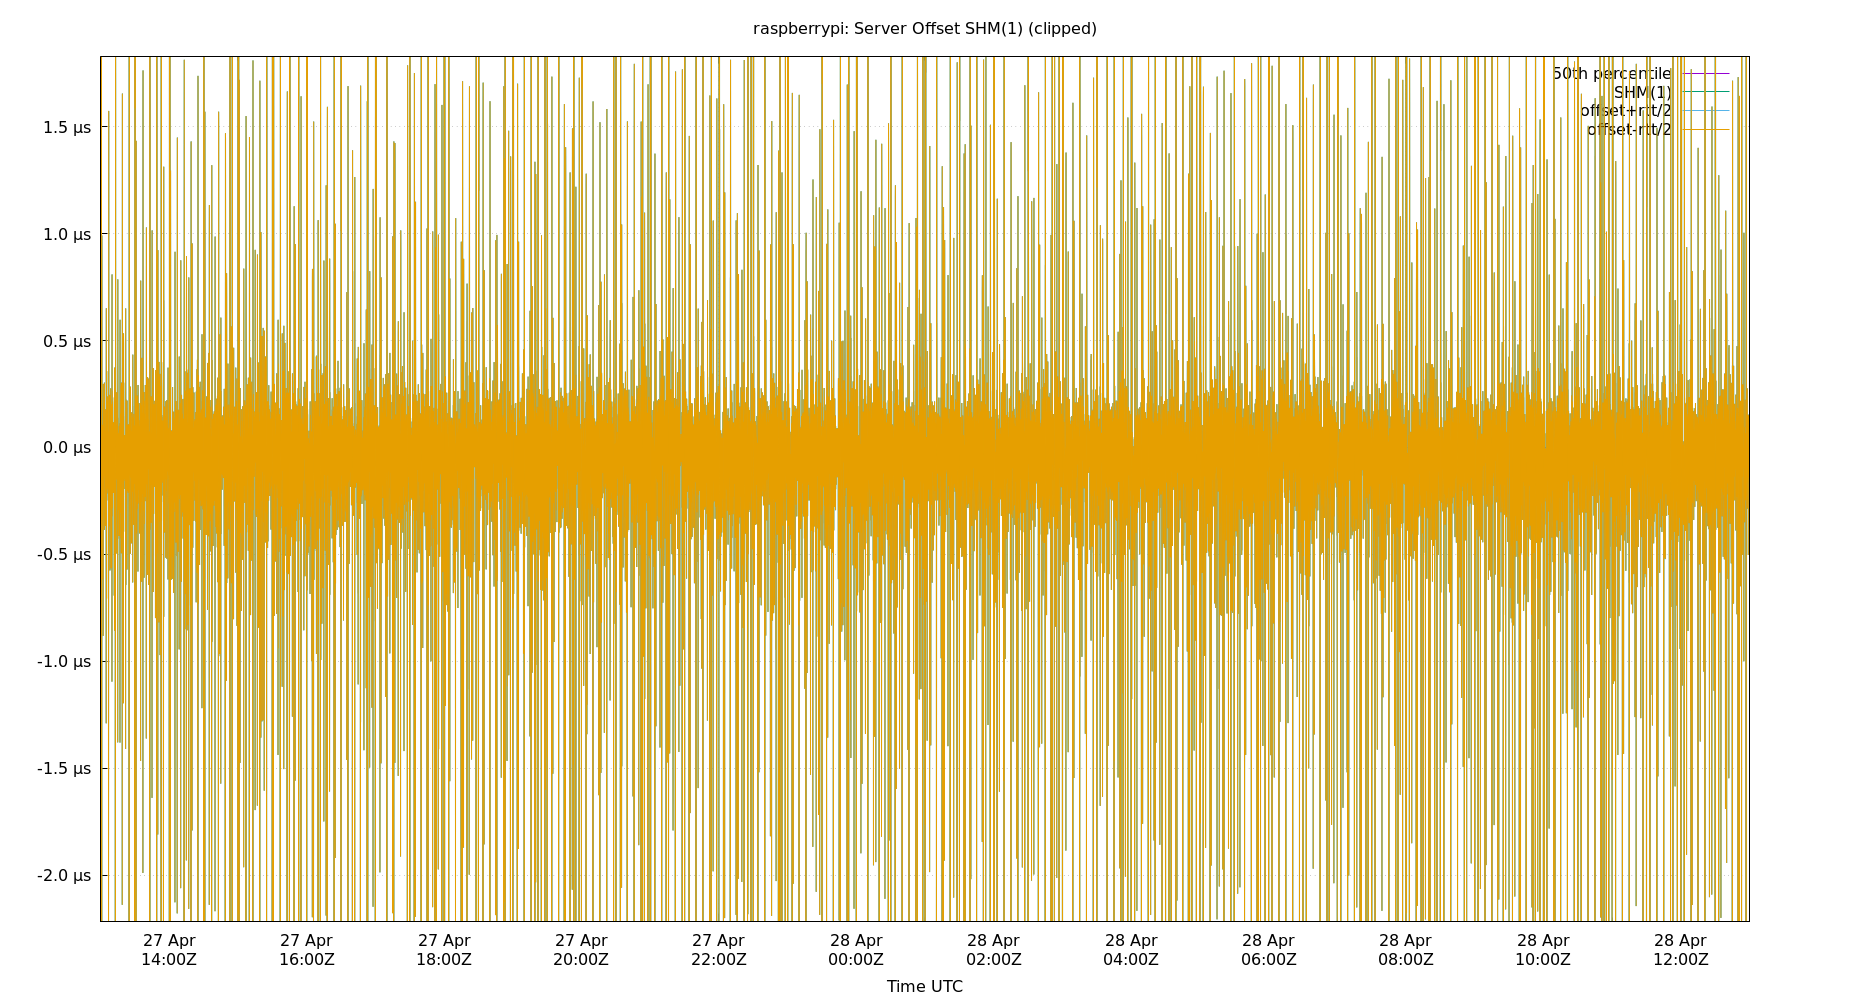 raspberrypi: Server Offset SHM(1) (clipped)
50th percentile
SHM(1)
offset+rtt/2
offset-rtt/2
1.5 µs
1.0 µs
0.5 µs
0.0 µs
-0.5 µs
-1.0 µs
-1.5 µs
-2.0 µs
27 Apr 27 Apr 27 Apr 27 Apr 27 Apr 28 Apr 28 Apr 28 Apr 28 Apr 28 Apr 28 Apr 28 Apr
14:00Z 16:00Z 18:00Z 20:00Z 22:00Z 00:00Z 02:00Z 04:00Z 06:00Z 08:00Z 10:00Z 12:00Z
Time UTC